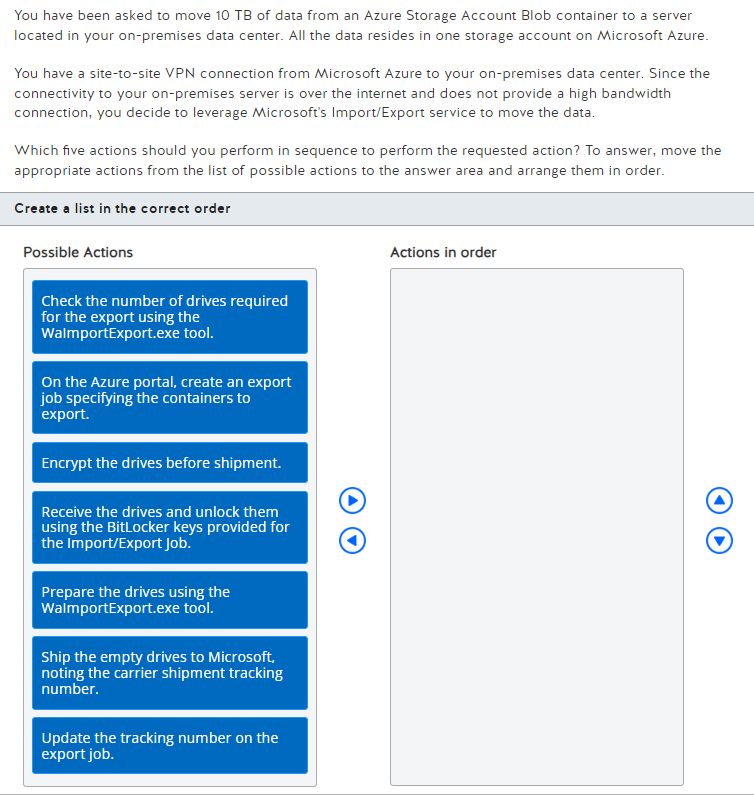 You have been asked to move 10 TB of data from an Azure Storage Account Blob container to a server
located in your on-premises data center. All the data resides in one storage account on Microsoft Azure.
You have a site-to-site VPN connection from Microsoft Azure to your on-premises data center. Since the
connectivity to your on-premises server is over the internet and does not provide a high bandwidth
connection, you decide to leverage Microsoft's Import/Export service to move the data.
Which five actions should you perform in sequence to perform the requested action? To answer, move the
appropriate actions from the list of possible actions to the answer area and arrange them in order.
Create a list in the correct order
Possible Actions
Actions in order
Check the number of drives required
for the export using the
WaImportExport.exe tool.
On the Azure portal, create an export
job specifying the containers to
export.
Encrypt the drives before shipment.
Receive the drives and unlock them
using the BitLocker keys provided for
the Import/Export Job.
Prepare the drives using the
WaImportExport.exe tool.
Ship the empty drives to Microsoft,
noting the carrier shipment tracking
number.
Update the tracking number on the
export job.